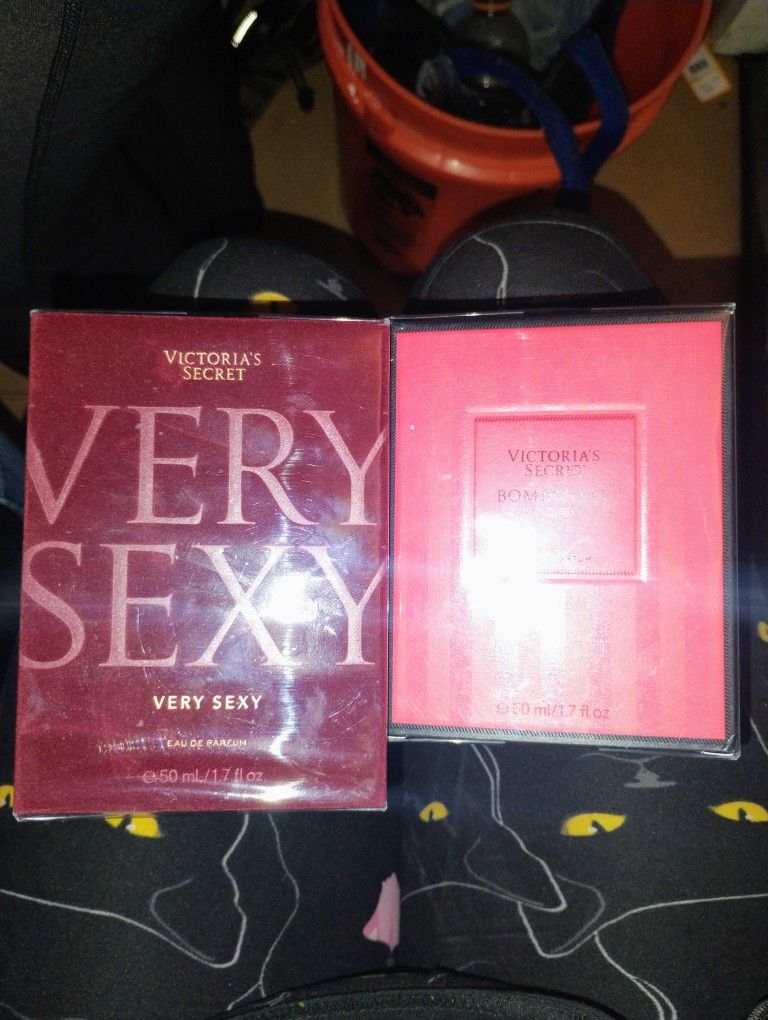 VICTORIA'S
SECRET
VERY
SEXY
VERY SEXY
EAU DE PARFUM
℮ 50 mL/1.7 fl oz
VICTORIA'S
SECRET
℮ 50 ml/1.7 fl oz